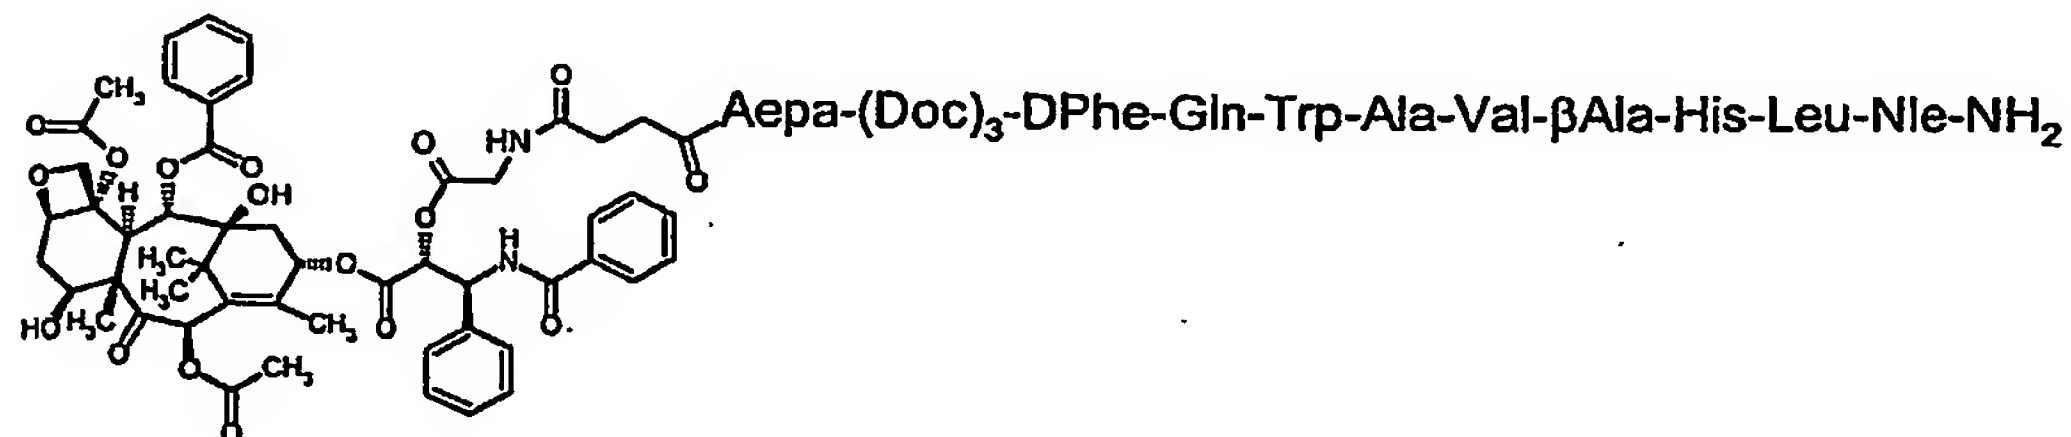 Aepa-(Doc)3-DPhe-Gln-Trp-Ala-Val-βAla-His-Leu-Nle-NH2
CH3
O
O
O
O
O
HN
O
O
O
O
H
OH
O
H3C
H3C
O
O
H
N
O
O
HO
H3C
O
CH3
O
CH3
O